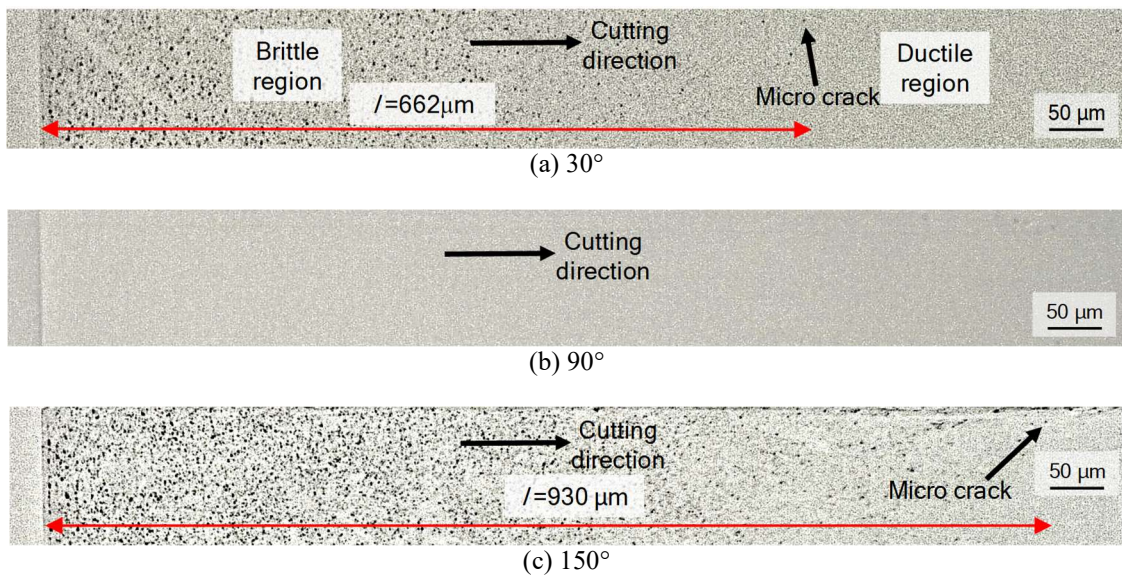 Brittle
region
Cutting
direction
Ductile
region
l=662μm
Micro crack
50 μm
(a) 30°
Cutting
direction
50 μm
(b) 90°
Cutting
direction
l=930 μm
Micro crack
50 μm
(c) 150°